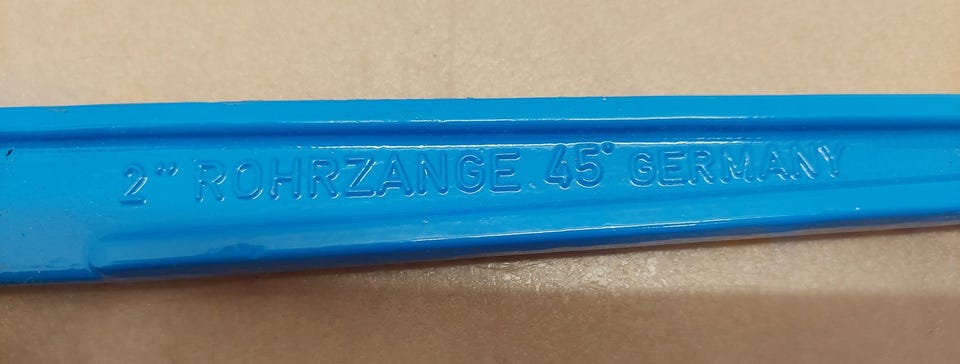 2" ROHRZANGE 45° GERMANY